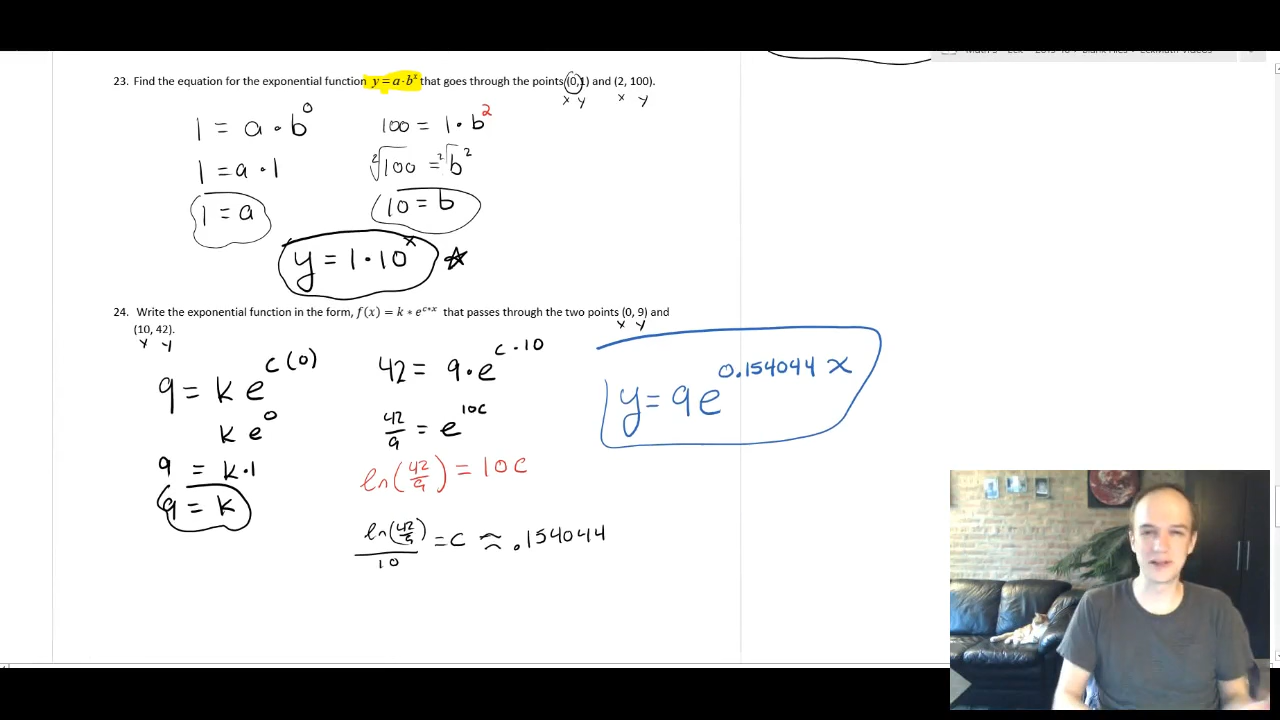 23. Find the equation for the exponential function y = a · b^x that goes through the points (0,1) and (2, 100).
x y x y
1 = a · b^0
1 = a · 1
1 = a
100 = 1 · b^2
²√100 = ²√b^2
10 = b
y = 1 · 10^x ☆
24. Write the exponential function in the form, f(x) = k * e^{c*x} that passes through the two points (0, 9) and
(10, 42).
x y
x y
9 = k e^{c(0)}
k e^0
9 = k · 1
9 = k
42 = 9 · e^{c · 10}
42/9 = e^{10c}
ln(42/9) = 10c
ln(42/9)/10 = c ≈ .154044
y = 9e^{0.154044 x}